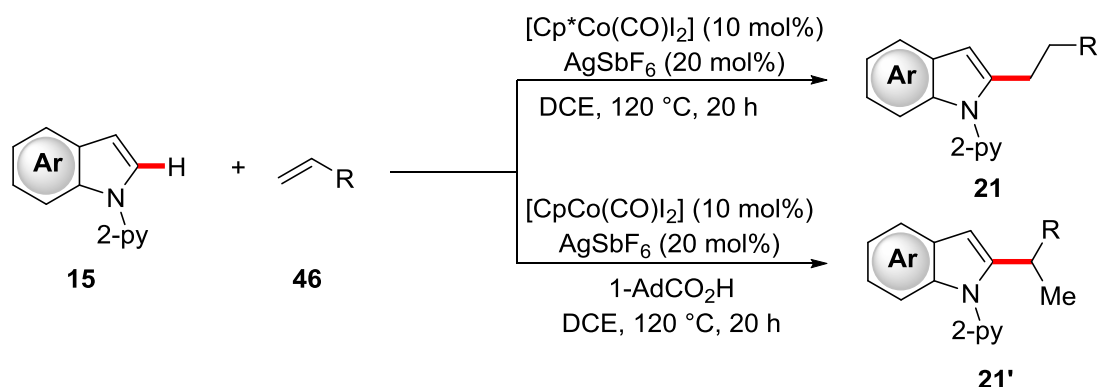 [Cp*Co(CO)I2] (10 mol%)
AgSbF6 (20 mol%)
DCE, 120 °C, 20 h
Ar
R
N
2-py
21
Ar
H
N
2-py
15
+
R
46
[CpCo(CO)I2] (10 mol%)
AgSbF6 (20 mol%)
1-AdCO2H
DCE, 120 °C, 20 h
Ar
R
Me
N
2-py
21'